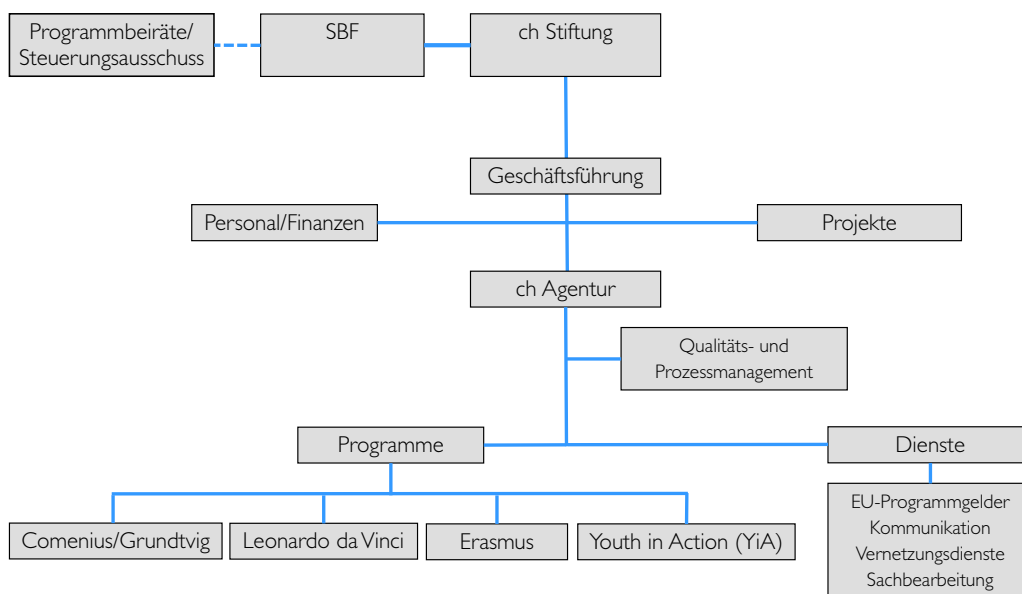 Programmbeiräte/
Steuerungsausschuss
SBF
ch Stiftung
Geschäftsführung
Personal/Finanzen
Projekte
ch Agentur
Qualitäts- und
Prozessmanagement
Programme
Dienste
Comenius/Grundtvig
Leonardo da Vinci
Erasmus
Youth in Action (YiA)
EU-Programmgelder
Kommunikation
Vernetzungsdienste
Sachbearbeitung